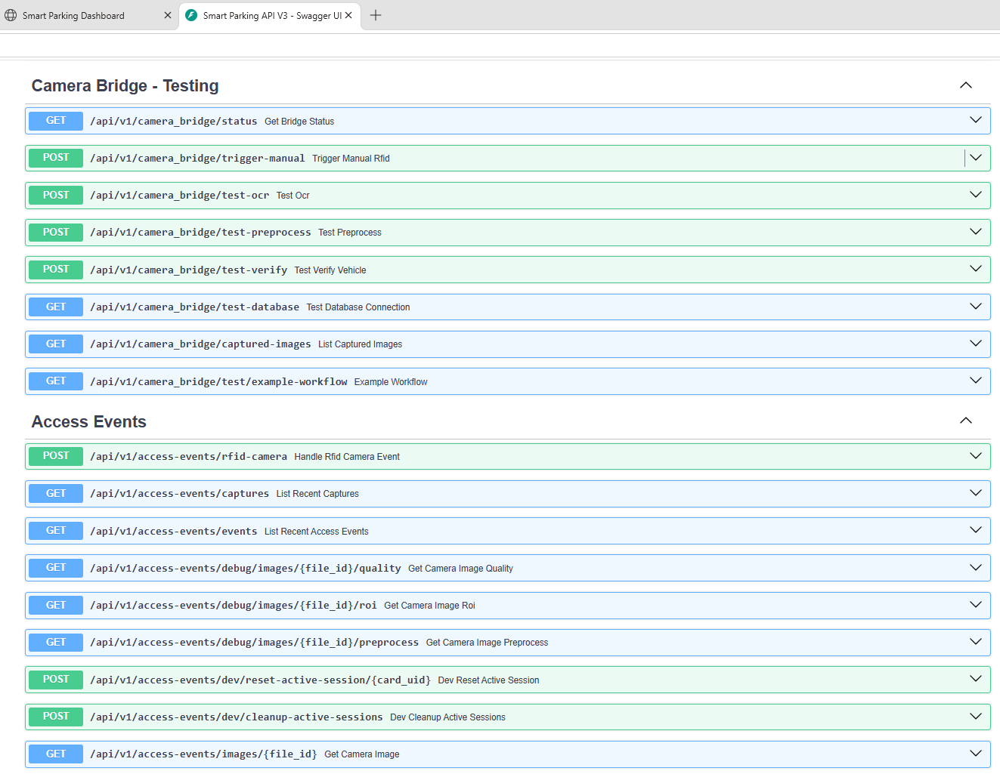 Smart Parking Dashboard
Smart Parking API V3 - Swagger UI
Camera Bridge - Testing
GET /api/v1/camera_bridge/status Get Bridge Status
POST /api/v1/camera_bridge/trigger-manual Trigger Manual Rfid
POST /api/v1/camera_bridge/test-ocr Test Ocr
POST /api/v1/camera_bridge/test-preprocess Test Preprocess
POST /api/v1/camera_bridge/test-verify Test Verify Vehicle
GET /api/v1/camera_bridge/test-database Test Database Connection
GET /api/v1/camera_bridge/captured-images List Captured Images
GET /api/v1/camera_bridge/test/example-workflow Example Workflow
Access Events
POST /api/v1/access-events/rfid-camera Handle Rfid Camera Event
GET /api/v1/access-events/captures List Recent Captures
GET /api/v1/access-events/events List Recent Access Events
GET /api/v1/access-events/debug/images/{file_id}/quality Get Camera Image Quality
GET /api/v1/access-events/debug/images/{file_id}/roi Get Camera Image Roi
GET /api/v1/access-events/debug/images/{file_id}/preprocess Get Camera Image Preprocess
POST /api/v1/access-events/dev/reset-active-session/{card_uid} Dev Reset Active Session
POST /api/v1/access-events/dev/cleanup-active-sessions Dev Cleanup Active Sessions
GET /api/v1/access-events/images/{file_id} Get Camera Image